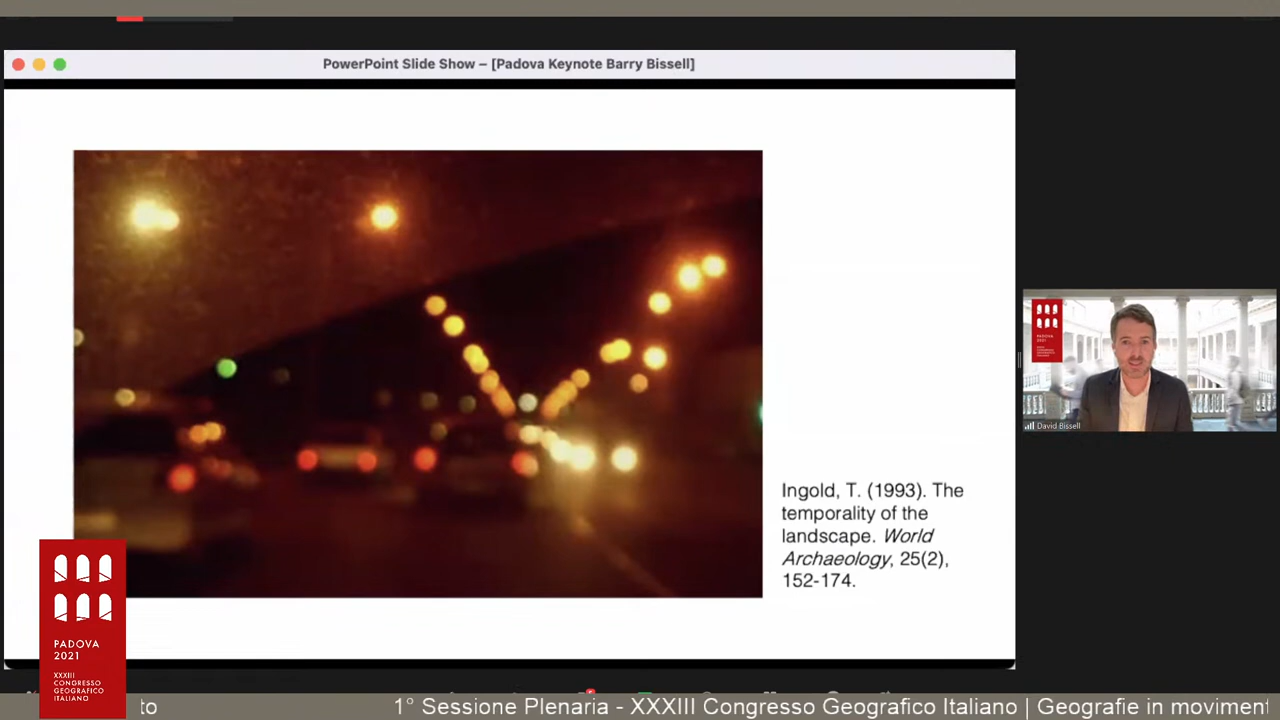 PowerPoint Slide Show – [Padova Keynote Barry Bissell]
Ingold, T. (1993). The
temporality of the
landscape. World
Archaeology, 25(2),
152-174.
David Bissell
PADOVA
2021
XXXIII
CONGRESSO
GEOGRAFICO
ITALIANO
to
1° Sessione Plenaria - XXXIII Congresso Geografico Italiano | Geografie in moviment